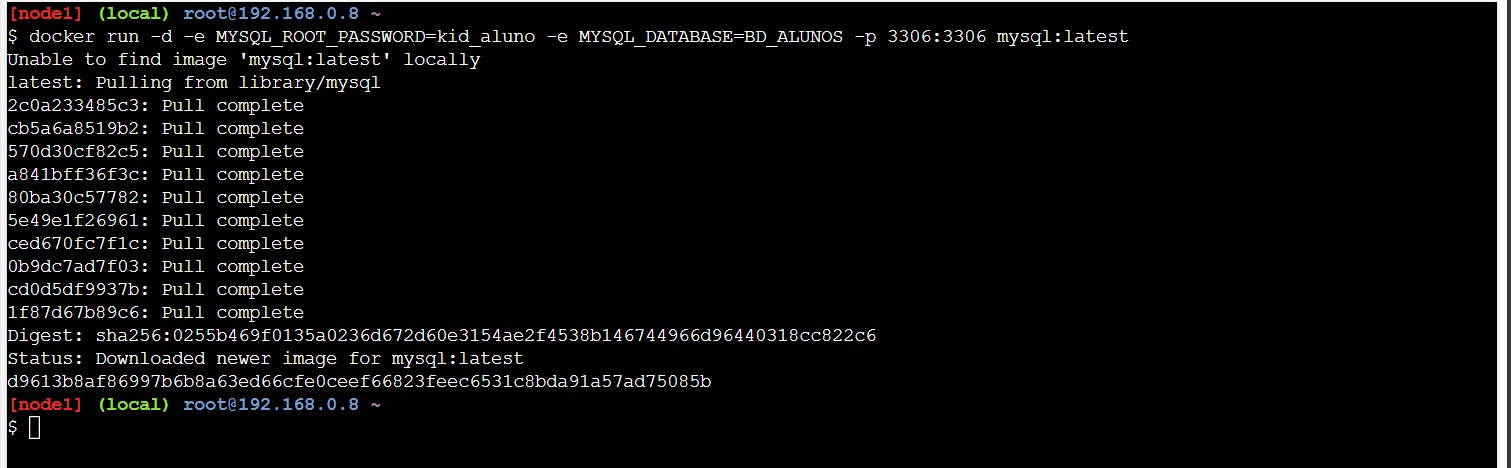 [node1] (local) root@192.168.0.8 ~
$ docker run -d -e MYSQL_ROOT_PASSWORD=kid_aluno -e MYSQL_DATABASE=BD_ALUNOS -p 3306:3306 mysql:latest
Unable to find image 'mysql:latest' locally
latest: Pulling from library/mysql
2c0a233485c3: Pull complete
cb5a6a8519b2: Pull complete
570d30cf82c5: Pull complete
a841bff36f3c: Pull complete
80ba30c57782: Pull complete
5e49e1f26961: Pull complete
ced670fc7f1c: Pull complete
0b9dc7ad7f03: Pull complete
cd0d5df9937b: Pull complete
1f87d67b89c6: Pull complete
Digest: sha256:0255b469f0135a0236d672d60e3154ae2f4538b146744966d96440318cc822c6
Status: Downloaded newer image for mysql:latest
d9613b8af86997b6b8a63ed66cfe0ceef66823feec6531c8bda91a57ad75085b
[node1] (local) root@192.168.0.8 ~
$